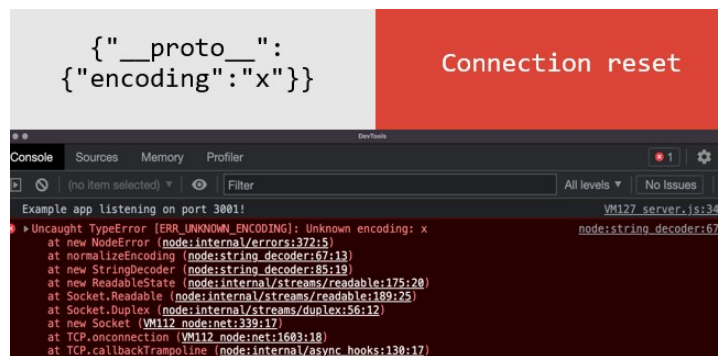 {"__proto__":
{"encoding":"x"}}
Connection reset
DevTools
Console Sources Memory Profiler 1
(no item selected) ▼ Filter All levels ▼ No Issues
Example app listening on port 3001! VM127 server.js:34
▶Uncaught TypeError [ERR_UNKNOWN_ENCODING]: Unknown encoding: x node:string_decoder:67
at new NodeError (node:internal/errors:372:5)
at normalizeEncoding (node:string_decoder:67:13)
at new StringDecoder (node:string_decoder:85:19)
at new ReadableState (node:internal/streams/readable:175:20)
at Socket.Readable (node:internal/streams/readable:189:25)
at Socket.Duplex (node:internal/streams/duplex:56:12)
at new Socket (VM112 node:net:339:17)
at TCP.onconnection (VM112 node:net:1603:18)
at TCP.callbackTrampoline (node:internal/async_hooks:130:17)